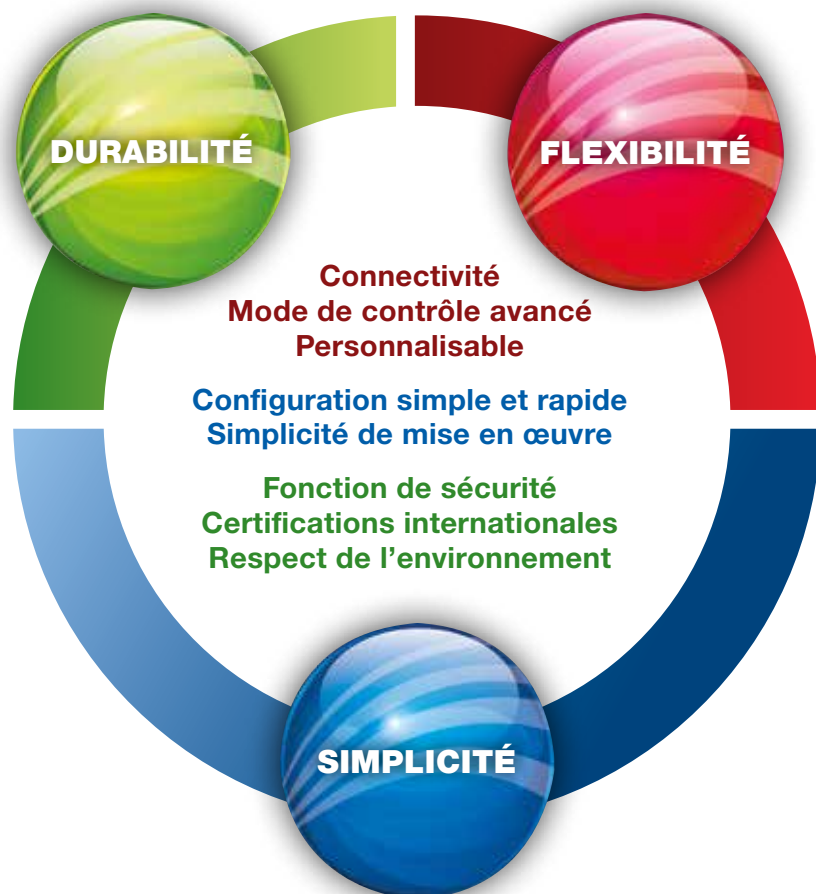 DURABILITÉ
FLEXIBILITÉ
Connectivité
Mode de contrôle avancé
Personnalisable
Configuration simple et rapide
Simplicité de mise en œuvre
Fonction de sécurité
Certifications internationales
Respect de l’environnement
SIMPLICITÉ